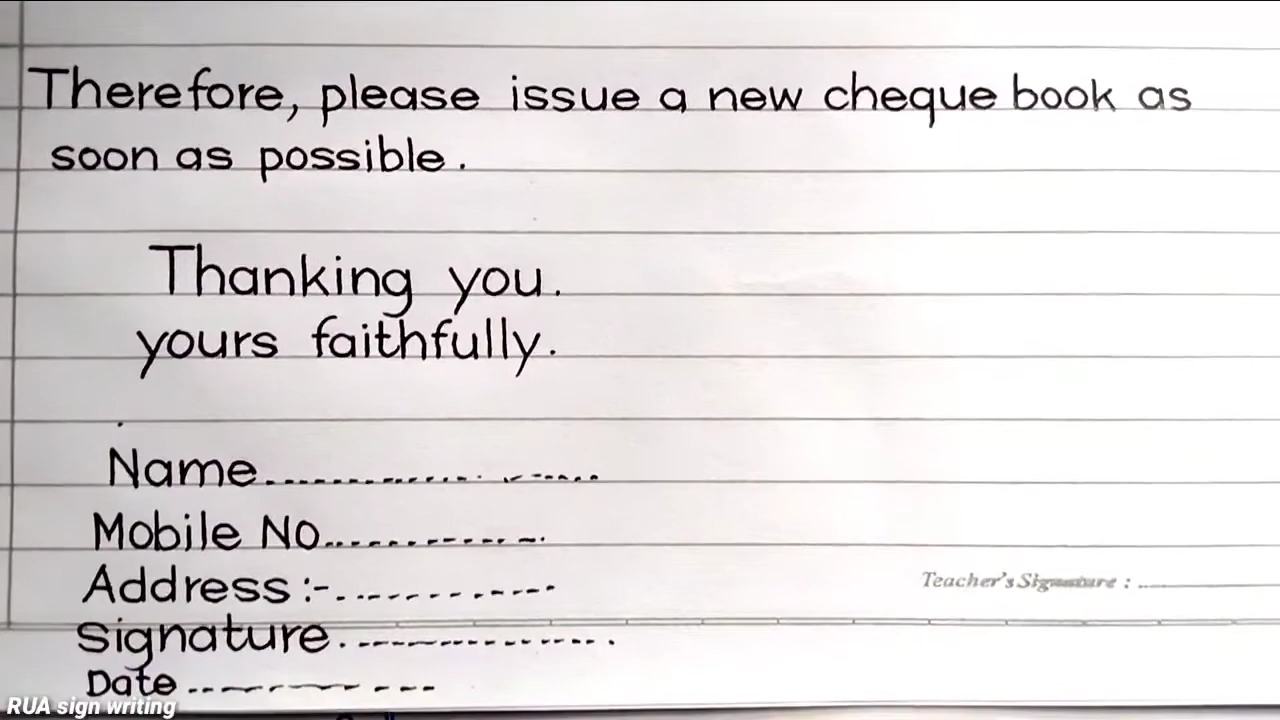 Therefore, please issue a new cheque book as
soon as possible.
Thanking you.
yours faithfully.
Name....................
Mobile NO...............
Address :-..............
Teacher's Signature : ..........
Signature....................
Date ...............
RUA sign writing